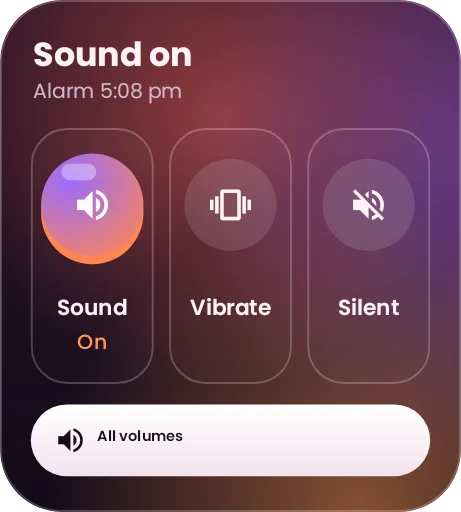 Sound on
Alarm 5:08 pm
Sound
On
Vibrate
Silent
All volumes